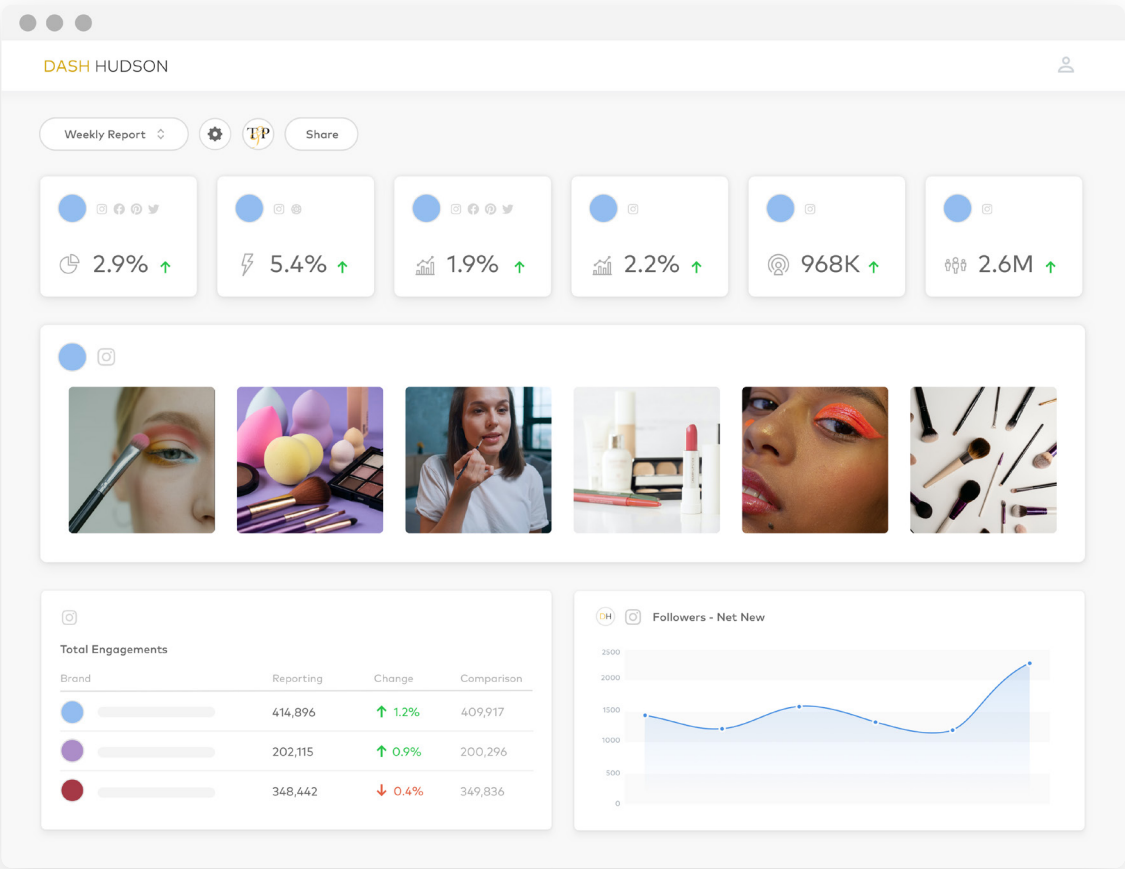 DASH HUDSON
Weekly Report
TJP
Share
2.9%
5.4%
1.9%
2.2%
968K
2.6M
Total Engagements
Brand Reporting Change Comparison
414,896 1.2% 409,917
202,115 0.9% 200,296
348,442 0.4% 349,836
DH Followers - Net New
2500
2000
1500
1000
500
0